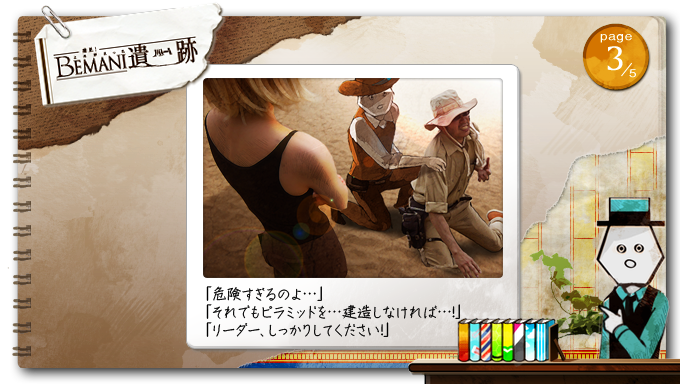 発掘!
BEMANI遺跡
page
3/5
「危険すぎるのよ…」
「それでもピラミッドを…建造しなければ…!」
「リーダー、しっかりしてください!」